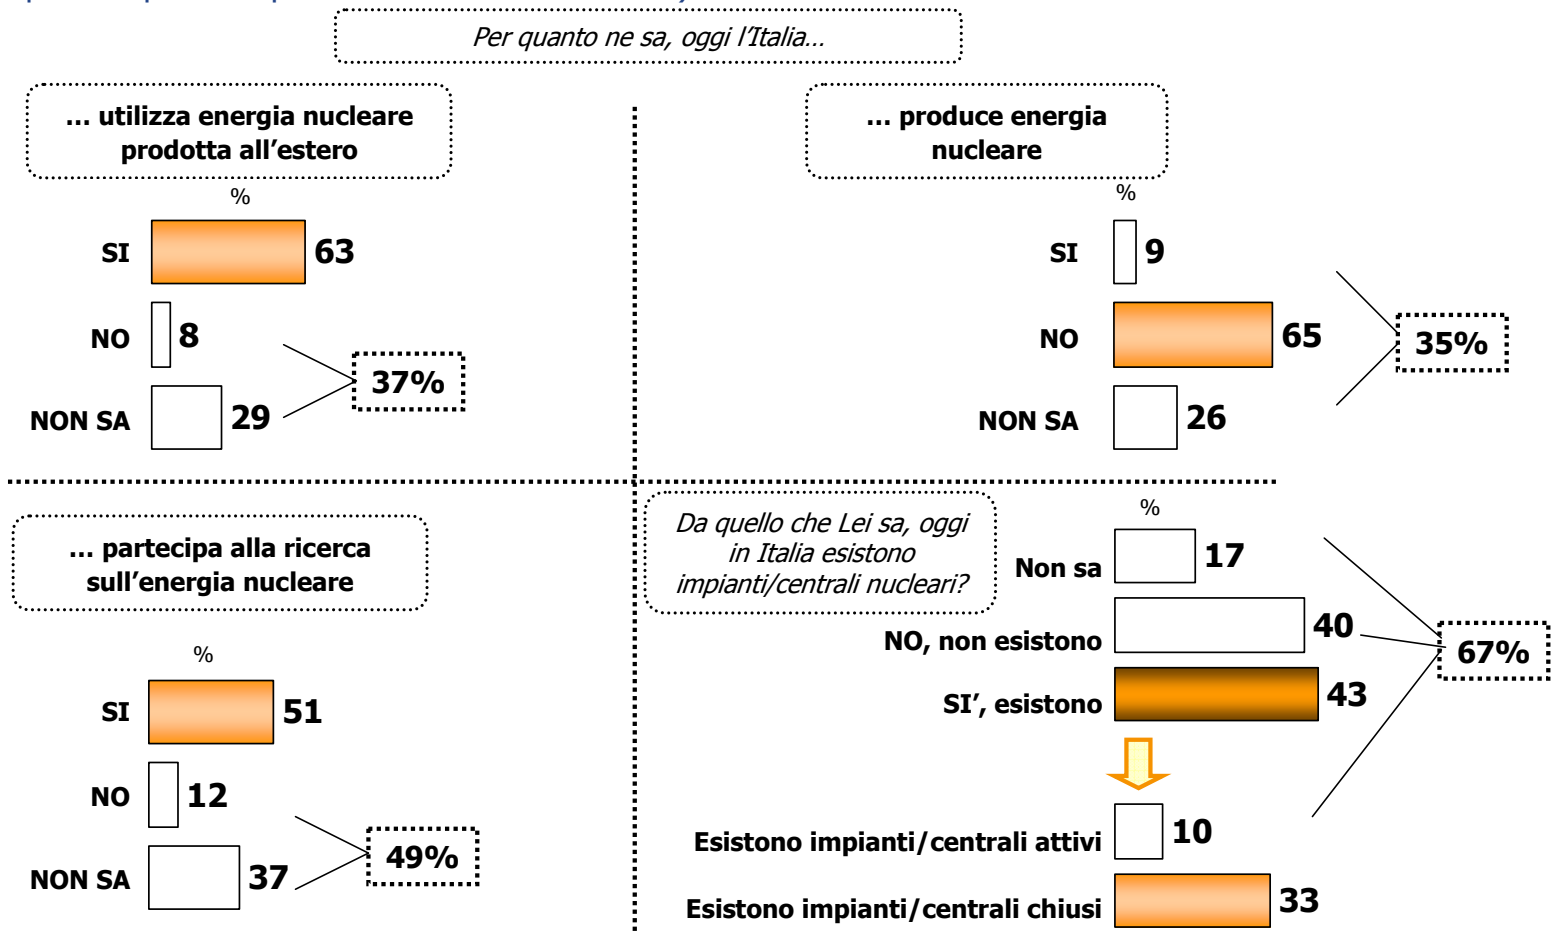 Per quanto ne sa, oggi l’Italia…
… utilizza energia nucleare
prodotta all’estero
%
SI 63
NO 8
NON SA 29
37%
… produce energia
nucleare
%
SI 9
NO 65
NON SA 26
35%
… partecipa alla ricerca
sull’energia nucleare
%
SI 51
NO 12
NON SA 37
49%
Da quello che Lei sa, oggi
in Italia esistono
impianti/centrali nucleari?
%
Non sa 17
NO, non esistono 40
SI’, esistono 43
67%
Esistono impianti/centrali attivi 10
Esistono impianti/centrali chiusi 33